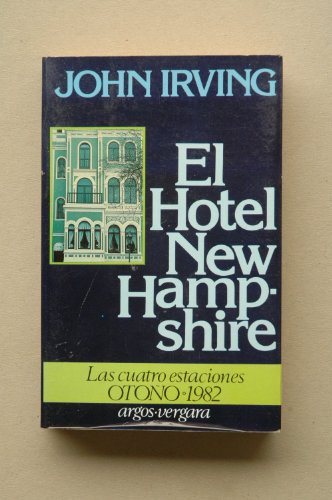 JOHN IRVING
El
Hotel
New
Hamp-
shire
Las cuatro estaciones
OTOÑO·1982
argos·vergara